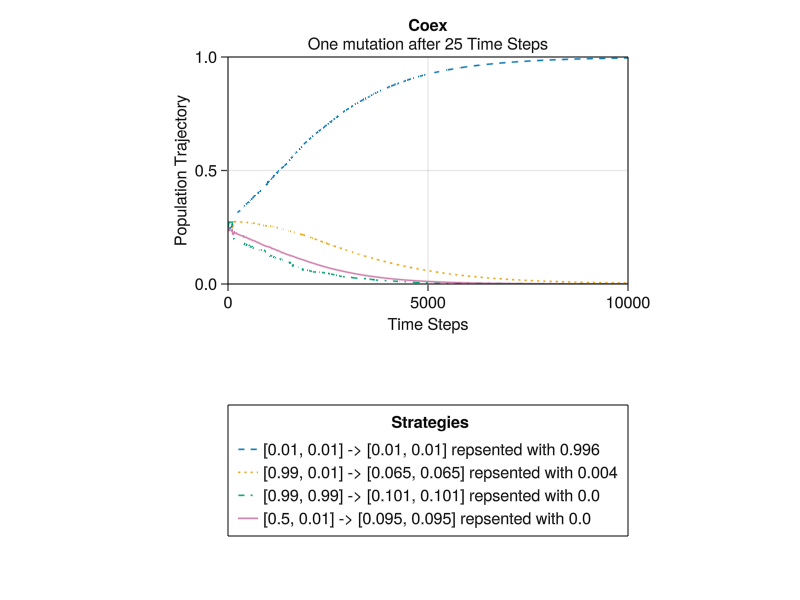 Coex
One mutation after 25 Time Steps
Population Trajectory
1.0
0.5
0.0
0
5000
10000
Time Steps
Strategies
[0.01, 0.01] -> [0.01, 0.01] repsented with 0.996
[0.99, 0.01] -> [0.065, 0.065] repsented with 0.004
[0.99, 0.99] -> [0.101, 0.101] repsented with 0.0
[0.5, 0.01] -> [0.095, 0.095] repsented with 0.0